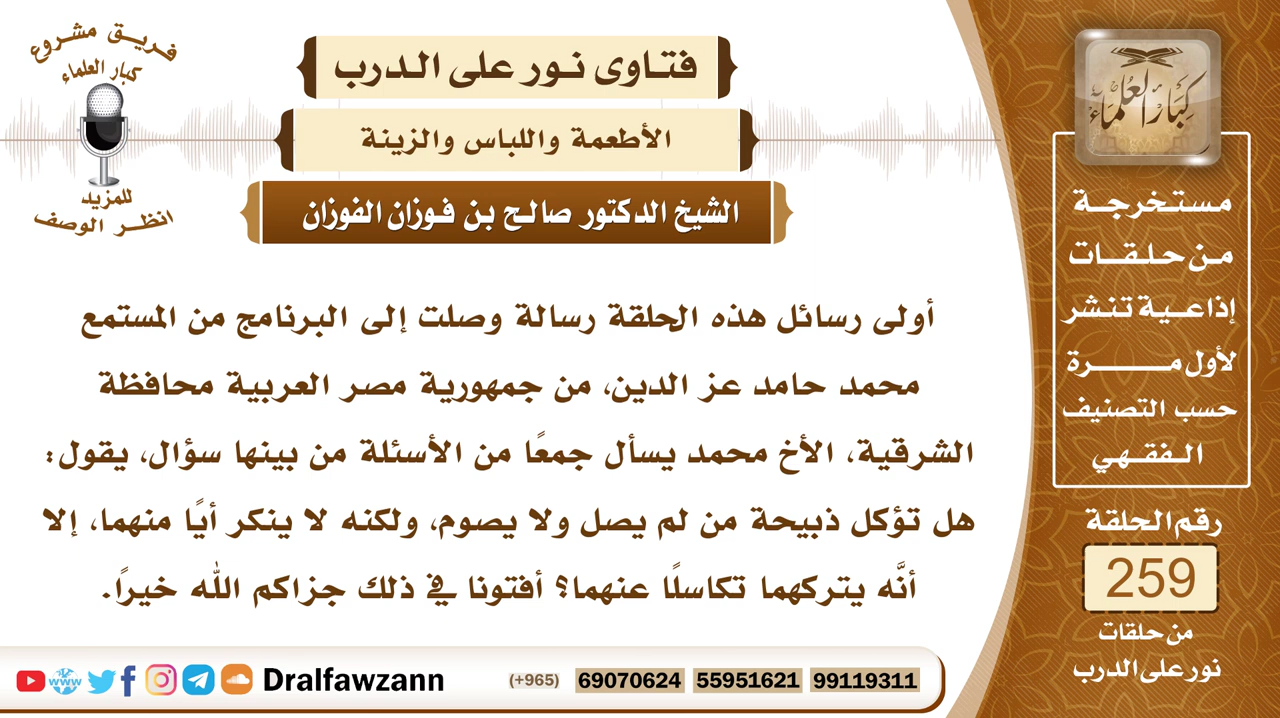 فريق مشروع
كبار العلماء
للمزيد
انظر الوصف
فتاوى نور على الدرب
الأطعمة واللباس والزينة
الشيخ الدكتور صالح بن فوزان الفوزان
أولى رسائل هذه الحلقة رسالة وصلت إلى البرنامج من المستمع
محمد حامد عز الدين، من جمهورية مصر العربية محافظة
الشرقية، الأخ محمد يسأل جمعًا من الأسئلة من بينها سؤال، يقول:
هل تؤكل ذبيحة من لم يصل ولا يصوم، ولكنه لا ينكر أيًا منهما، إلا
أنَّه يتركهما تكاسلًا عنهما؟ أفتونا في ذلك جزاكم الله خيرًا.
كبار العلماء
مستخرجة
من حلقات
إذاعية تنشر
لأول مرة
حسب التصنيف
الفقهي
رقم الحلقة
259
من حلقات
نور على الدرب
www Dralfawzann (+965) 69070624 55951621 99119311